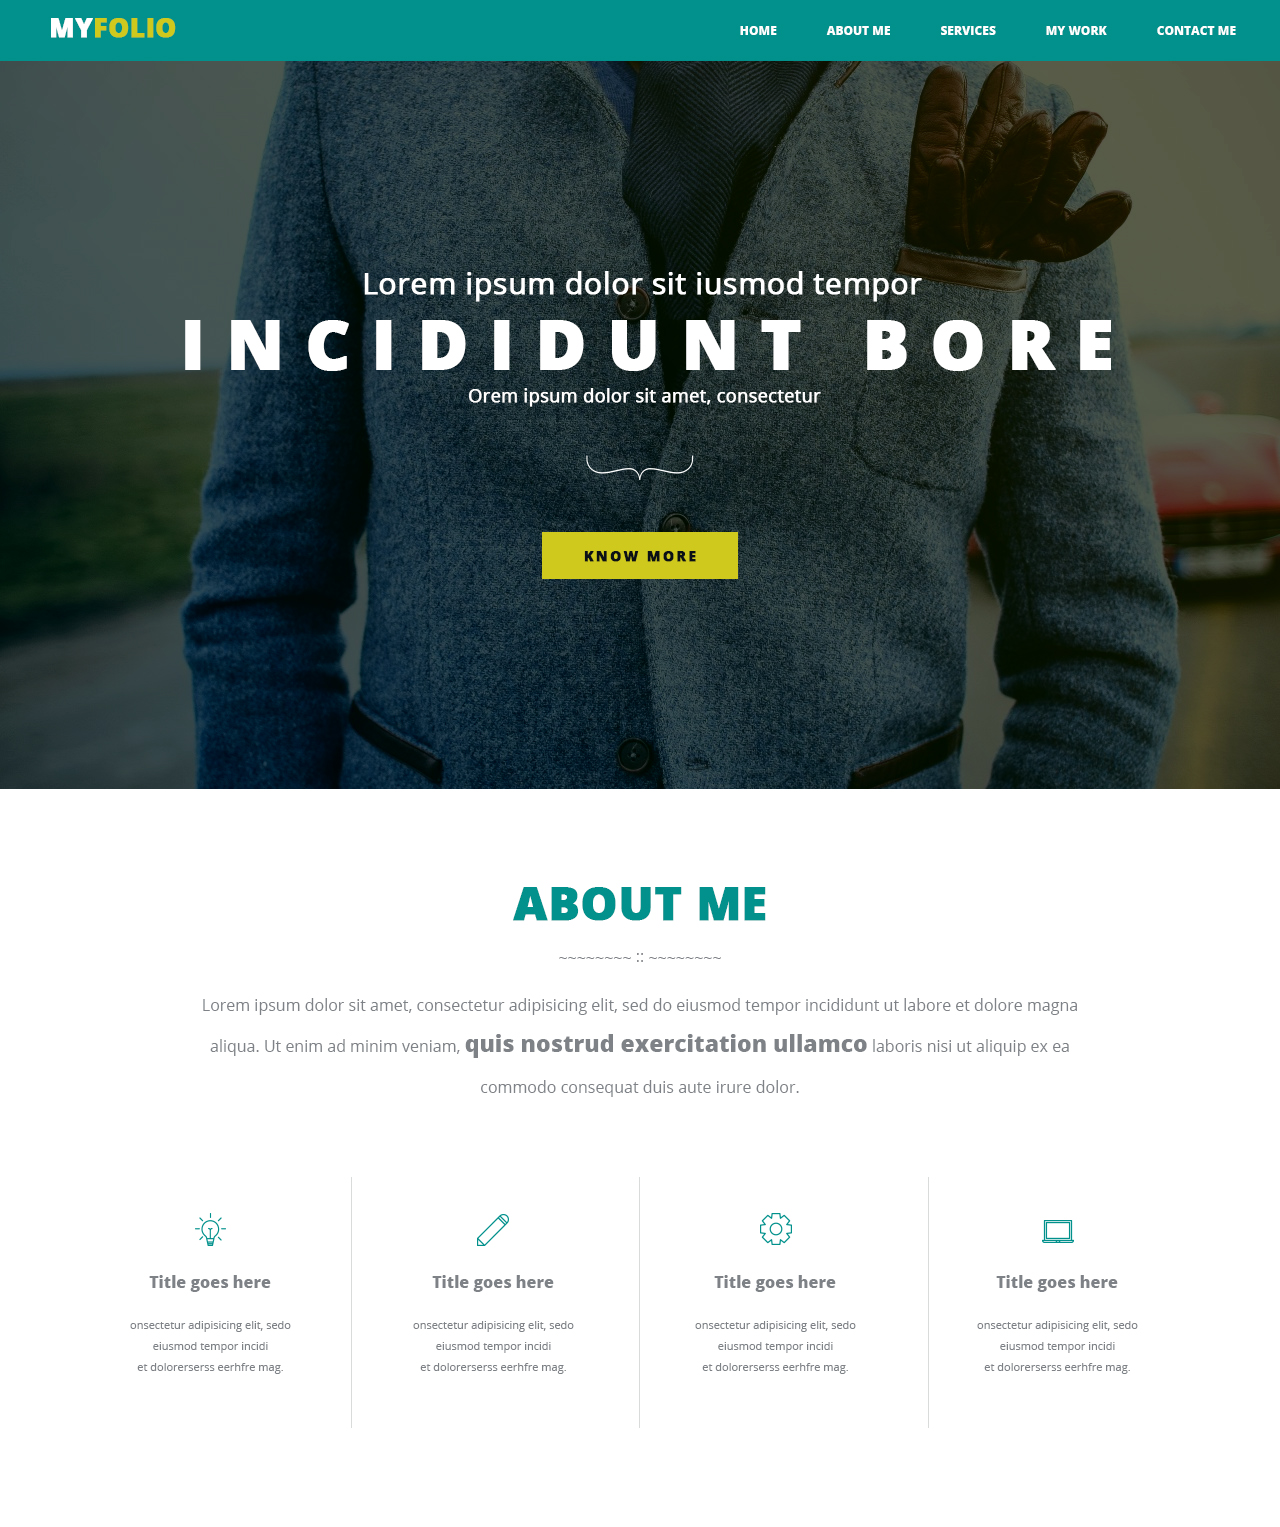 MYFOLIO
HOME ABOUT ME SERVICES MY WORK CONTACT ME
Lorem ipsum dolor sit iusmod tempor
INCIDIDUNT BORE
Orem ipsum dolor sit amet, consectetur
KNOW MORE
ABOUT ME
~~~~~~~~ :: ~~~~~~~~
Lorem ipsum dolor sit amet, consectetur adipisicing elit, sed do eiusmod tempor incididunt ut labore et dolore magna
aliqua. Ut enim ad minim veniam, quis nostrud exercitation ullamco laboris nisi ut aliquip ex ea
commodo consequat duis aute irure dolor.
Title goes here
onsectetur adipisicing elit, sedo
eiusmod tempor incidi
et dolorerserss eerhfre mag.
Title goes here
onsectetur adipisicing elit, sedo
eiusmod tempor incidi
et dolorerserss eerhfre mag.
Title goes here
onsectetur adipisicing elit, sedo
eiusmod tempor incidi
et dolorerserss eerhfre mag.
Title goes here
onsectetur adipisicing elit, sedo
eiusmod tempor incidi
et dolorerserss eerhfre mag.